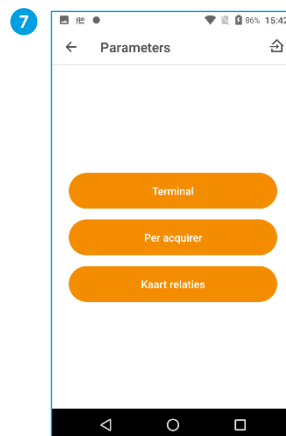 7
86% 15:42
Parameters
Terminal
Per acquirer
Kaart relaties